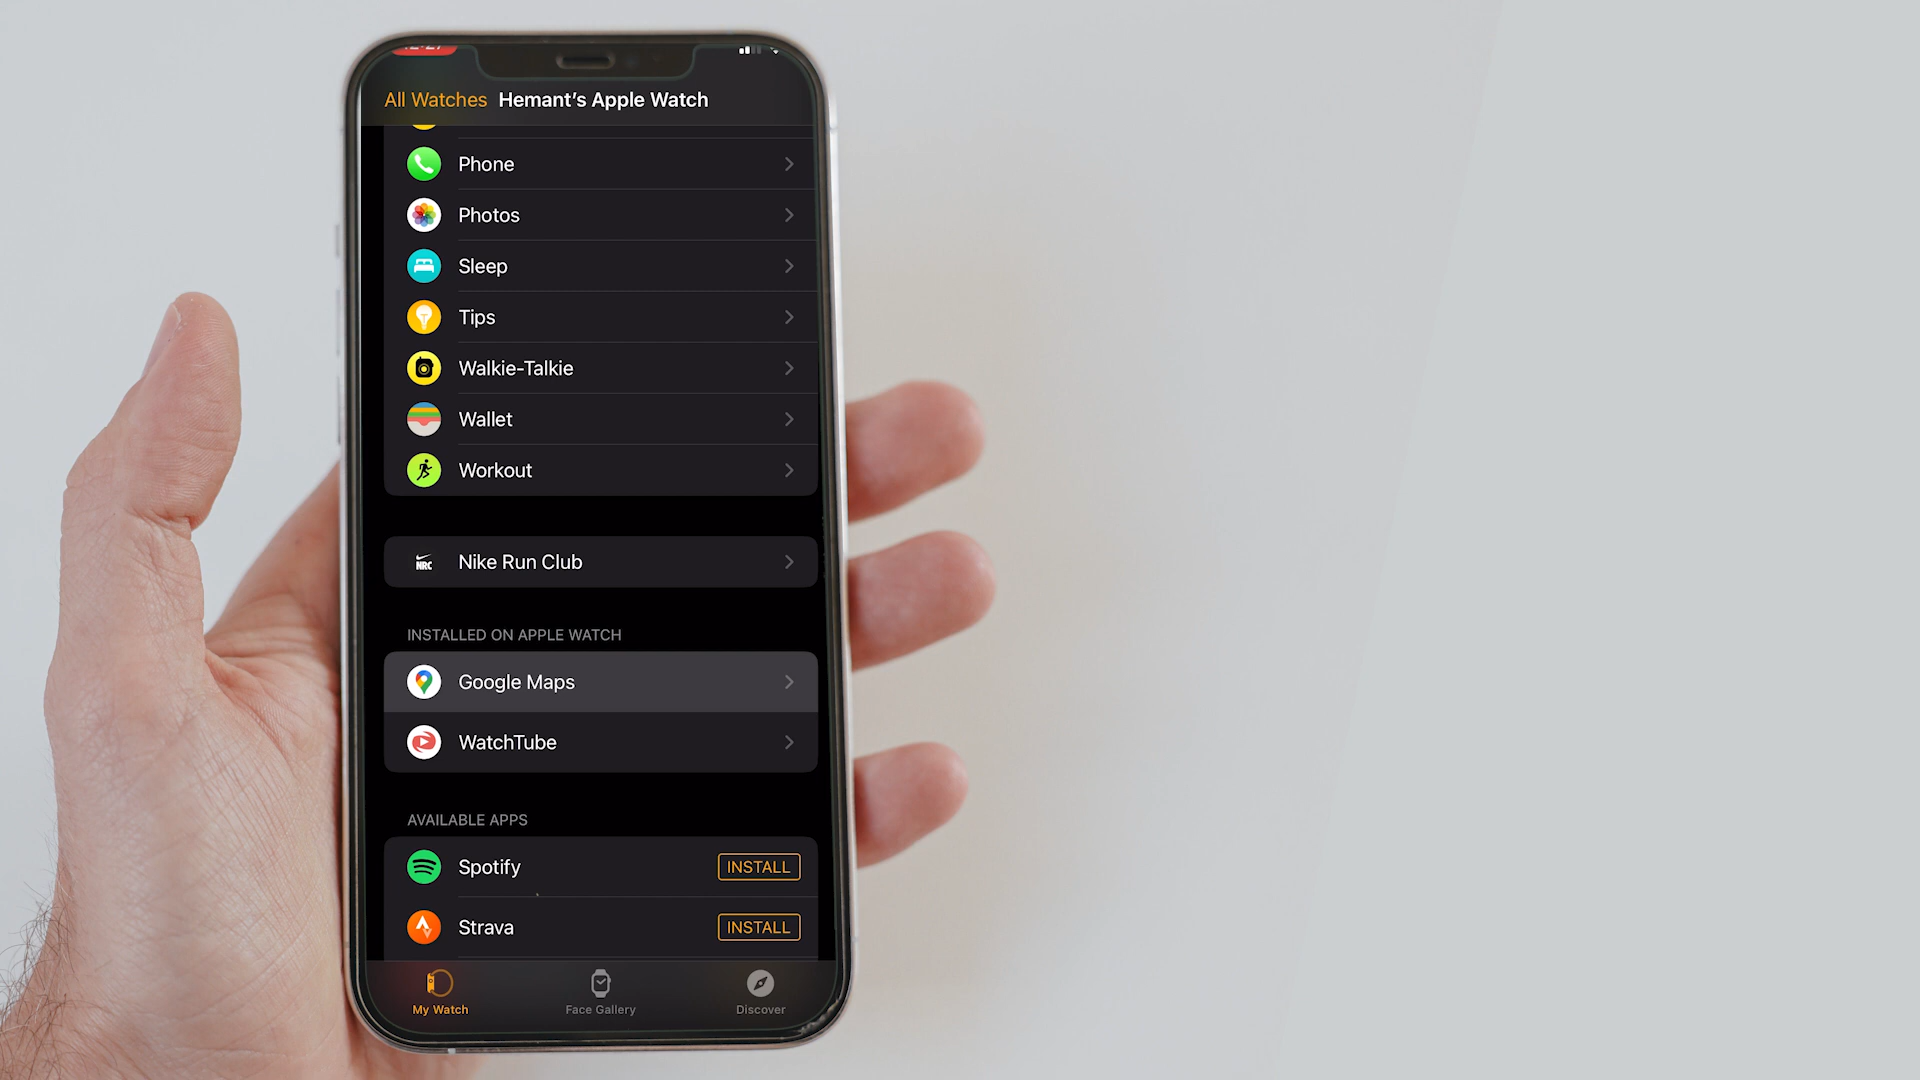 All Watches Hemant's Apple Watch
Phone
Photos
Sleep
Tips
Walkie-Talkie
Wallet
Workout
NRC
Nike Run Club
INSTALLED ON APPLE WATCH
Google Maps
WatchTube
AVAILABLE APPS
Spotify
INSTALL
Strava
INSTALL
My Watch
Face Gallery
Discover